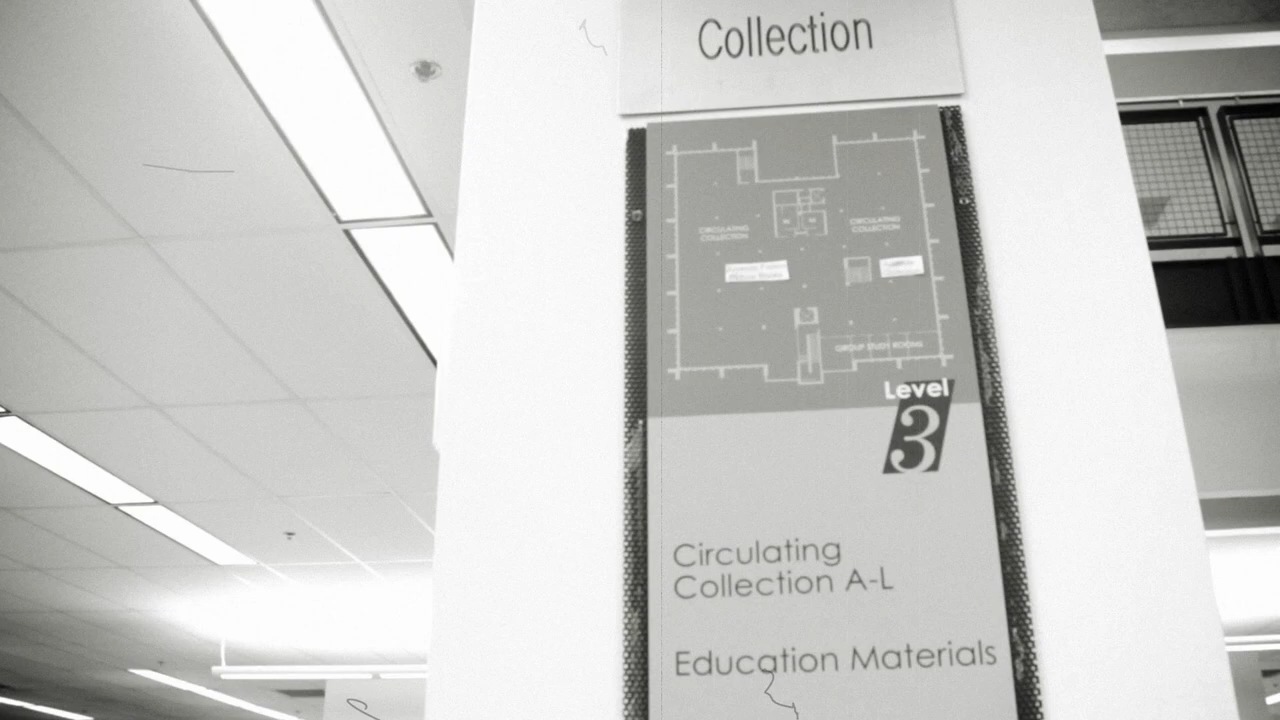 Collection
CIRCULATING
COLLECTION
CIRCULATING
COLLECTION
GROUP STUDY ROOMS
Level
3
Circulating
Collection A-L
Education Materials